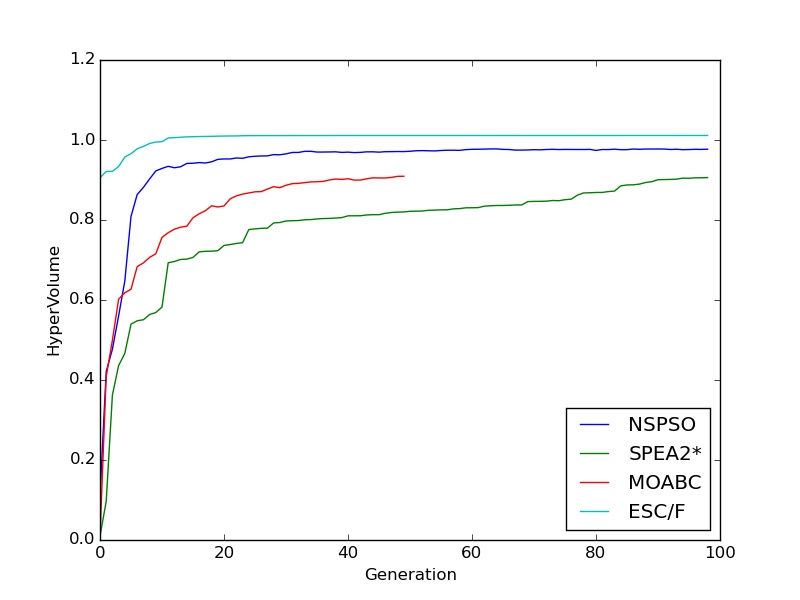 1.2
1.0
0.8
0.6
0.4
0.2
0.0
HyperVolume
0 20 40 60 80 100
Generation
NSPSO
SPEA2*
MOABC
ESC/F